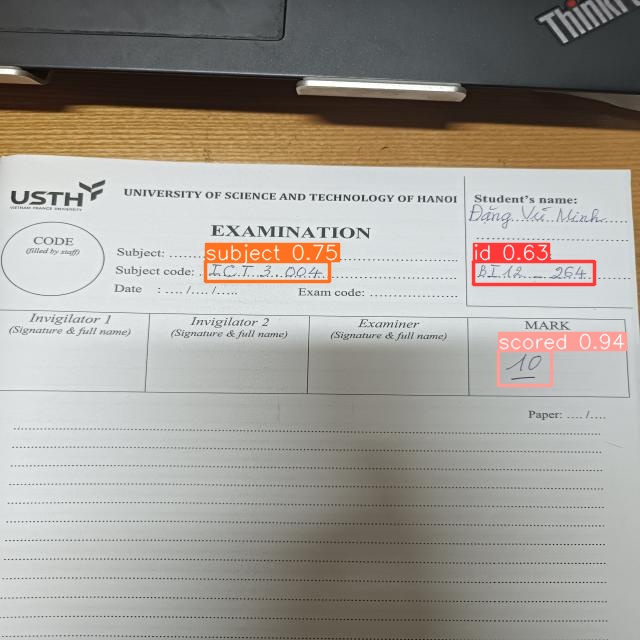 ThinkP
USTH
VIETNAM FRANCE UNIVERSITY
UNIVERSITY OF SCIENCE AND TECHNOLOGY OF HANOI
Student's name:
Đặng Vũ Minh
EXAMINATION
CODE
(filled by staff)
Subject: ......
subject 0.75
id 0.63
Subject code: ICT 3.004
BI12 - 264
Date : .... /.... /.....
Exam code: ......................
Invigilator 1
(Signature & full name)
Invigilator 2
(Signature & full name)
Examiner
(Signature & full name)
MARK
scored 0.94
10
Paper: .... /....